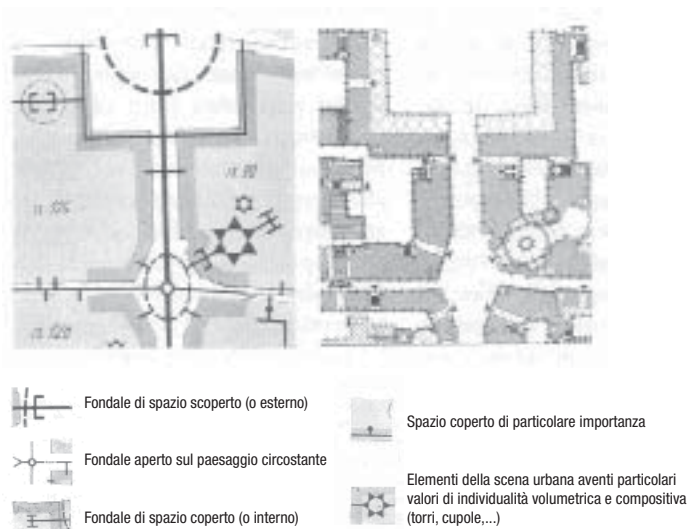 Fondale di spazio scoperto (o esterno)
Fondale aperto sul paesaggio circostante
Fondale di spazio coperto (o interno)
Spazio coperto di particolare importanza
Elementi della scena urbana aventi particolari
valori di individualità volumetrica e compositiva
(torri, cupole,...)